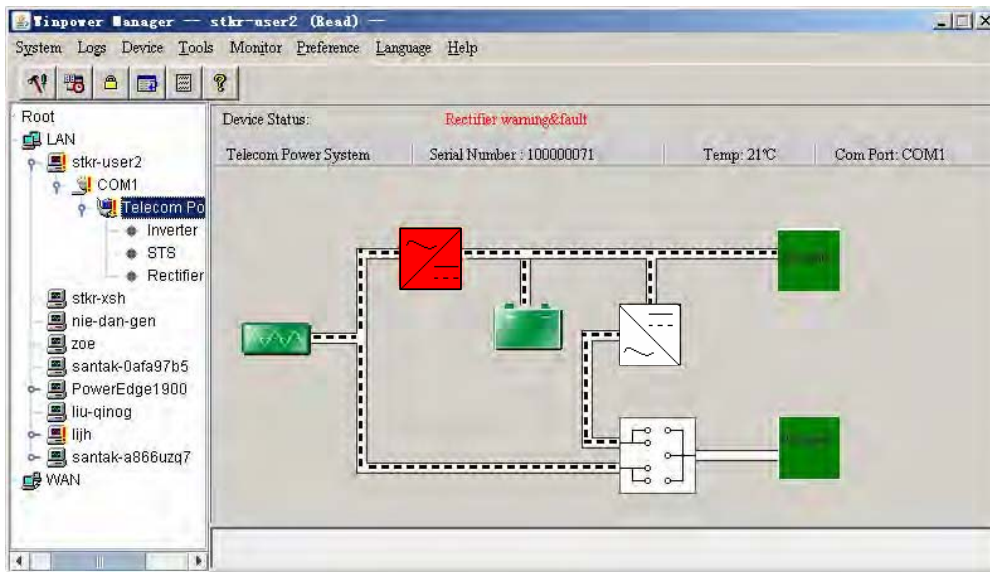 Winpower Manager -- stkr-user2 (Read) --
System Logs Device Tools Monitor Preference Language Help
Root
LAN
stkr-user2
COM1
Telecom Po
Inverter
STS
Rectifier
stkr-xsh
nie-dan-gen
zoe
santak-0afa97b5
PowerEdge1900
liu-qinog
lijh
santak-a866uzq7
WAN
Device Status: Rectifier warning&fault
Telecom Power System Serial Number : 100000071 Temp: 21℃ Com Port: COM1